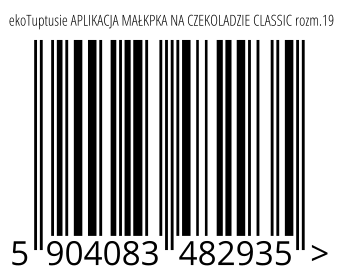 ekoTuptusie APLIKACJA MAŁKPKA NA CZEKOLADZIE CLASSIC rozm.19
5 904083 482935 >